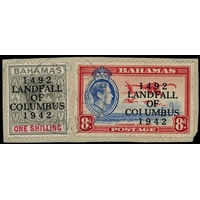 BAHAMAS
1492
LANDFALL
OF
COLUMBUS
1942
ONE SHILLING
BAHAMAS
1492
LANDFALL
OF
COLUMBUS
1942
8d POSTAGE 8d